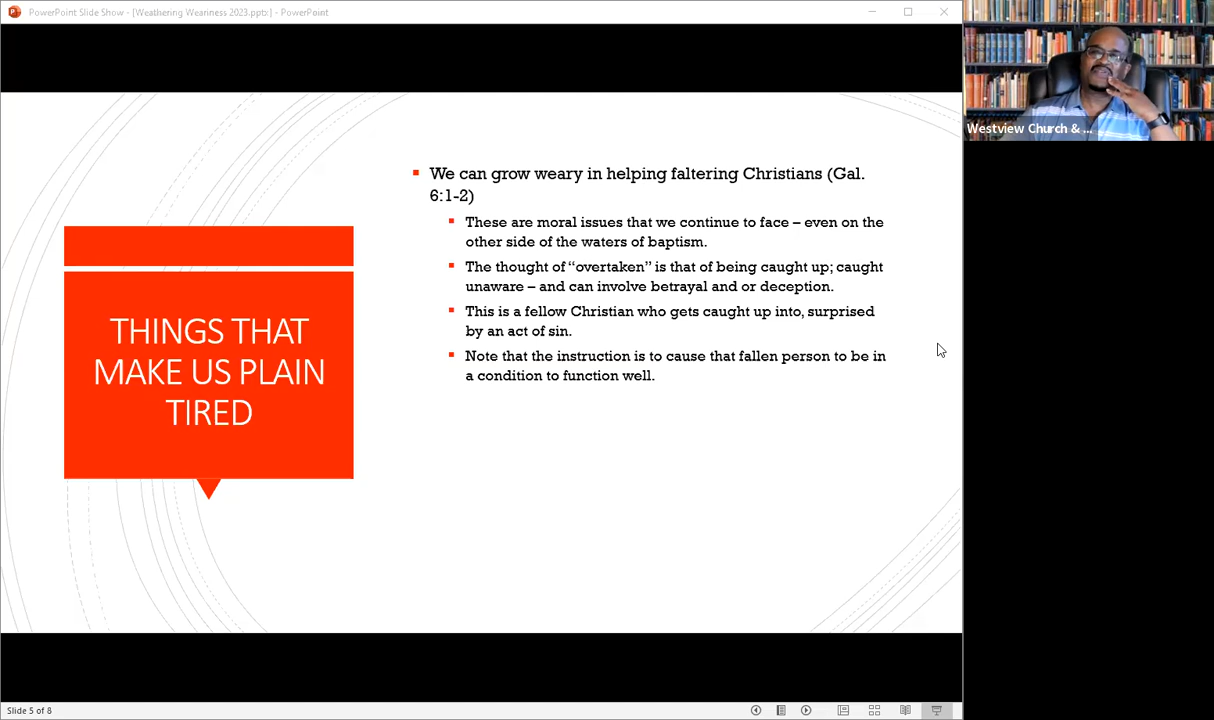 PowerPoint Slide Show - [Weathering Weariness 2023.pptx] - PowerPoint
Westview Church & ...
THINGS THAT
MAKE US PLAIN
TIRED
We can grow weary in helping faltering Christians (Gal.
6:1-2)
These are moral issues that we continue to face – even on the
other side of the waters of baptism.
The thought of “overtaken” is that of being caught up; caught
unaware – and can involve betrayal and or deception.
This is a fellow Christian who gets caught up into, surprised
by an act of sin.
Note that the instruction is to cause that fallen person to be in
a condition to function well.
Slide 5 of 8